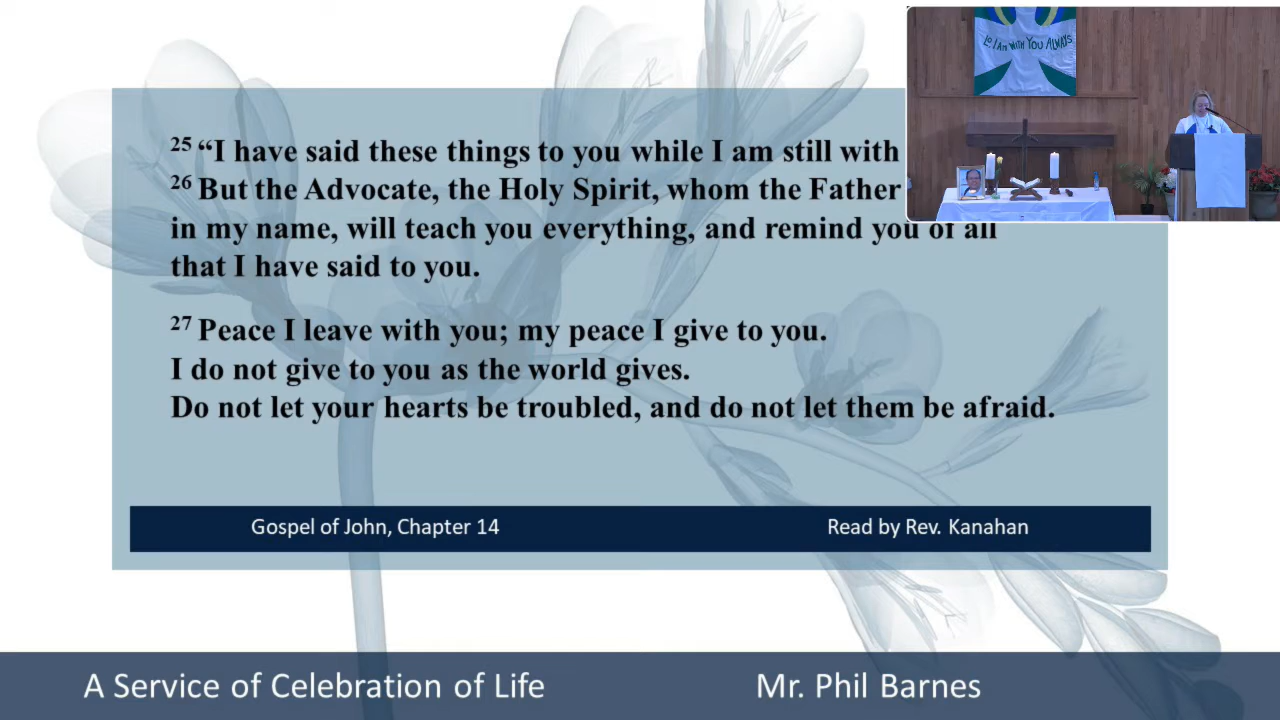 Lo I AM WITH YOU ALWAYS
25 “I have said these things to you while I am still with
26 But the Advocate, the Holy Spirit, whom the Father
in my name, will teach you everything, and remind you of all
that I have said to you.
27 Peace I leave with you; my peace I give to you.
I do not give to you as the world gives.
Do not let your hearts be troubled, and do not let them be afraid.
Gospel of John, Chapter 14
Read by Rev. Kanahan
A Service of Celebration of Life
Mr. Phil Barnes